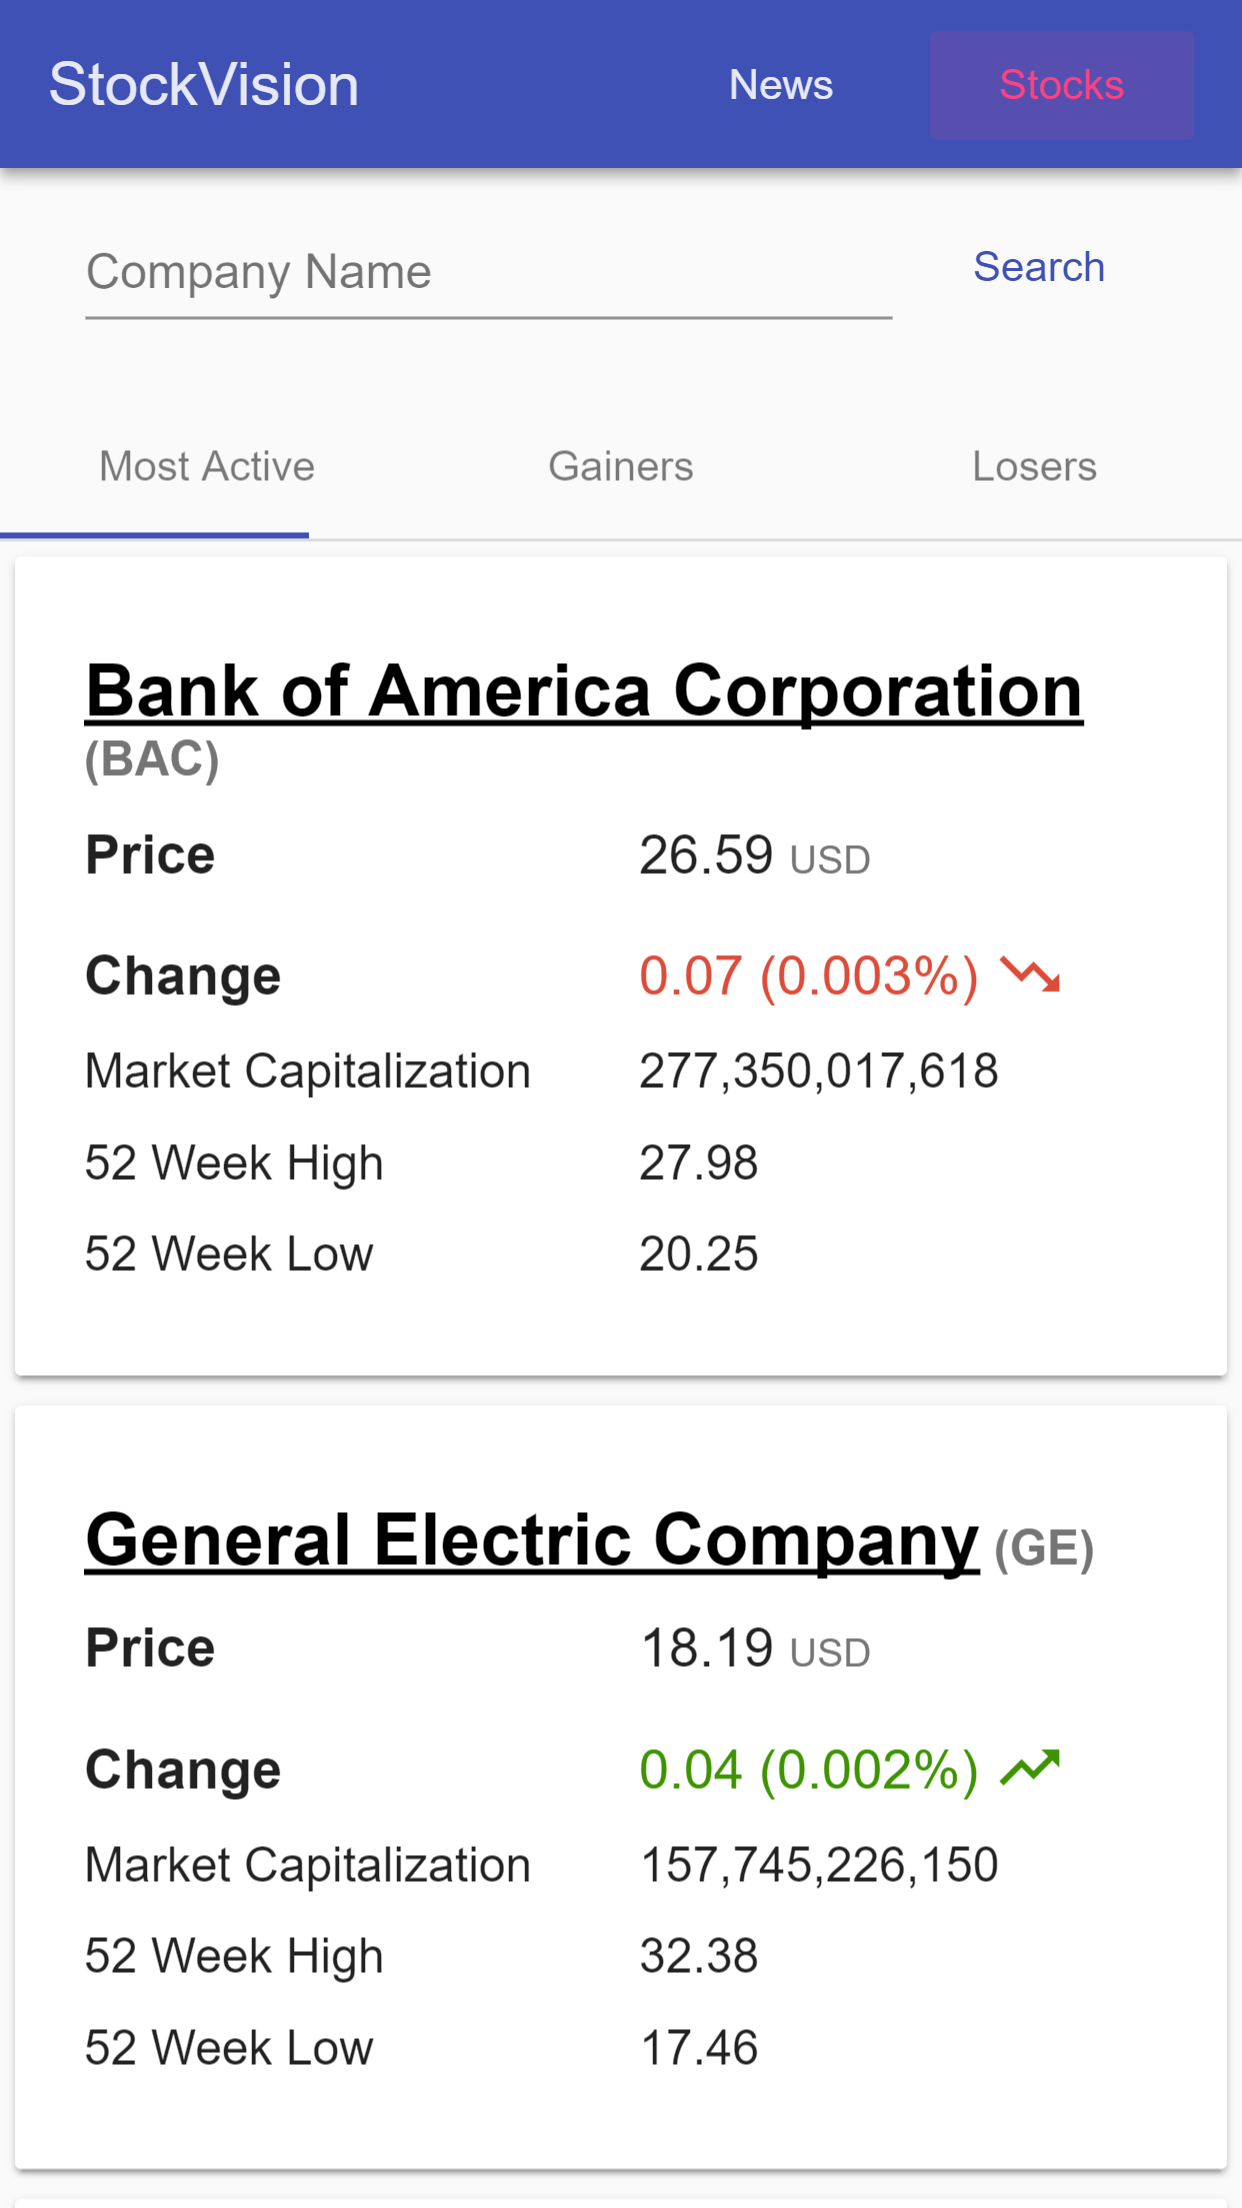 StockVision News Stocks
Company Name Search
Most Active Gainers Losers
Bank of America Corporation
(BAC)
Price 26.59 USD
Change 0.07 (0.003%)
Market Capitalization 277,350,017,618
52 Week High 27.98
52 Week Low 20.25
General Electric Company (GE)
Price 18.19 USD
Change 0.04 (0.002%)
Market Capitalization 157,745,226,150
52 Week High 32.38
52 Week Low 17.46